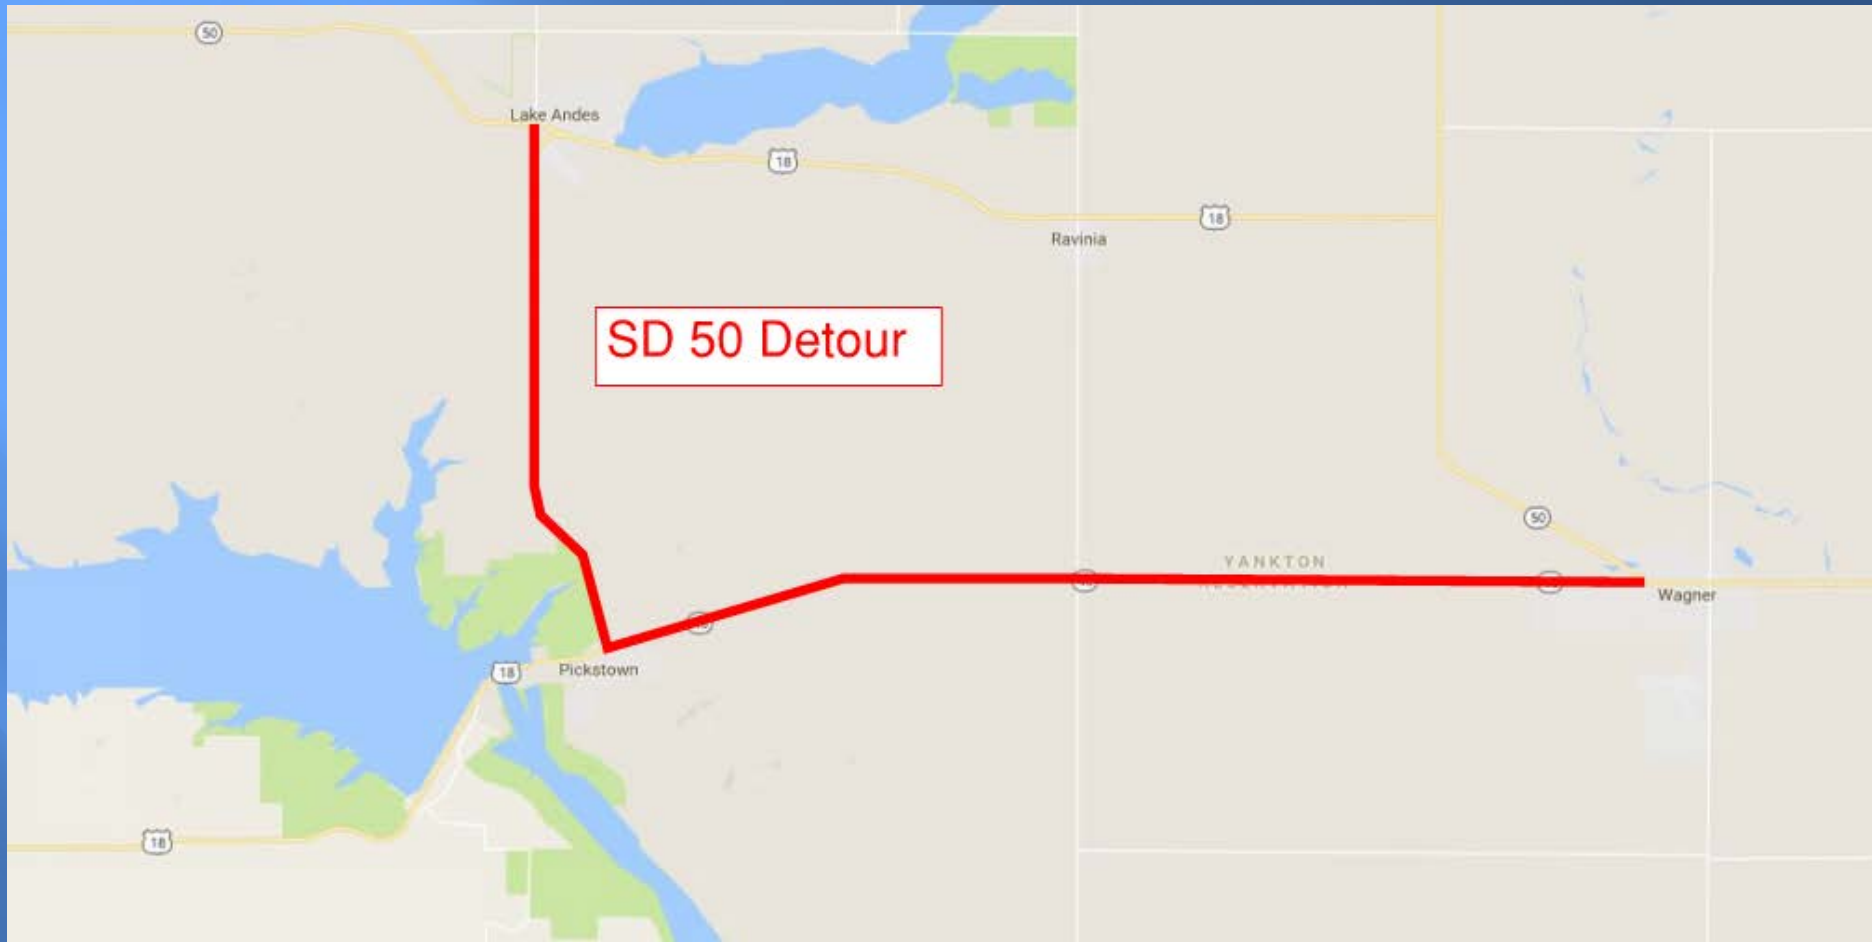 50
Lake Andes
18
18
Ravinia
SD 50 Detour
50
YANKTON
Wagner
18
Pickstown
18